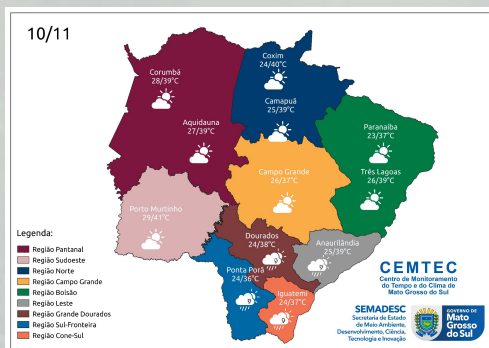 10/11
Coxim
24/40°C
Corumbá
28/39°C
Camapuã
25/39°C
Aquidauna
27/39°C
Paranaíba
23/37°C
Campo Grande
26/37°C
Três Lagoas
26/39°C
Porto Murtinho
29/41°C
Dourados
24/38°C
Anaurilândia
25/39°C
Ponta Porã
24/36°C
Iguatemi
24/37°C
Legenda:
Região Pantanal
Região Sudoeste
Região Norte
Região Campo Grande
Região Bolsão
Região Leste
Região Grande Dourados
Região Sul-Fronteira
Região Cone-Sul
CEMTEC
Centro de Monitoramento
do Tempo e do Clima de
Mato Grosso do Sul
SEMADESC
Secretaria de Estado
de Meio Ambiente,
Desenvolvimento, Ciência,
Tecnologia e Inovação
GOVERNO DE
Mato
Grosso
do Sul